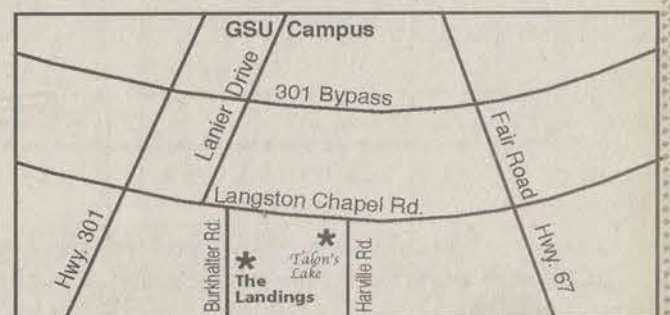 GSU Campus
Lanier Drive
301 Bypass
Fair Road
Langston Chapel Rd.
Hwy. 301
Burkhalter Rd.
The
Landings
Talon's
Lake
Harville Rd.
Hwy. 67